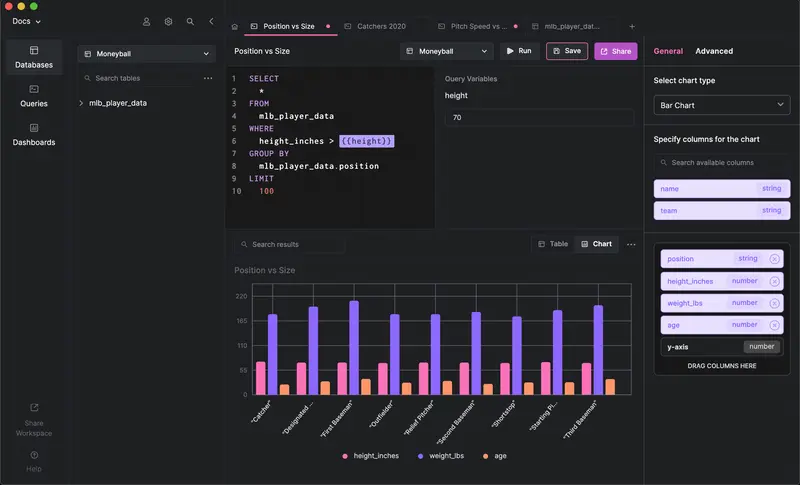 Docs
Databases
Queries
Dashboards
Share
Workspace
Help
Moneyball
Search tables
mlb_player_data
Position vs Size
Catchers 2020
Pitch Speed vs ...
mlb_player_dat...
Position vs Size
Moneyball
Run
Save
Share
1 SELECT
2 *
3 FROM
4 mlb_player_data
5 WHERE
6 height_inches > {{height}}
7 GROUP BY
8 mlb_player_data.position
9 LIMIT
10 100
Query Variables
height
70
Search results
Table
Chart
Position vs Size
220
165
110
55
0
"Catcher"
"Designated ...
"First Baseman"
"Outfielder"
"Relief Pitcher"
"Second Baseman"
"Shortstop"
"Starting Pi...
"Third Baseman"
height_inches
weight_lbs
age
General
Advanced
Select chart type
Bar Chart
Specify columns for the chart
Search available columns
name string
team string
position string
height_inches number
weight_lbs number
age number
y-axis number
DRAG COLUMNS HERE